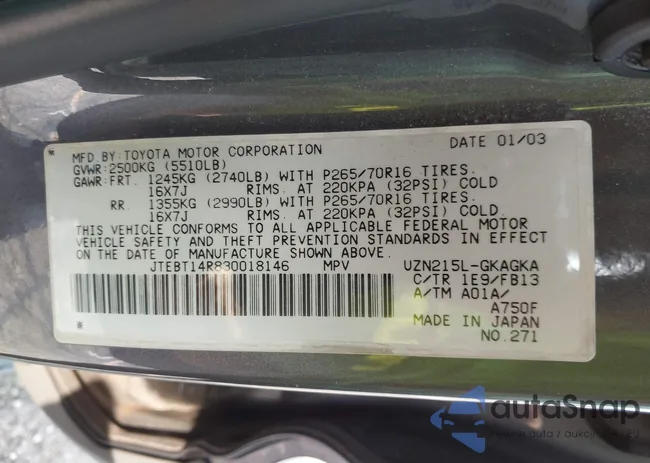 MFD. BY: TOYOTA MOTOR CORPORATION DATE 01/03
GVWR: 2500KG (5510LB)
GAWR: FRT. 1245KG (2740LB) WITH P265/70R16 TIRES.
16X7J RIMS. AT 220KPA (32PSI) COLD
RR. 1355KG (2990LB) WITH P265/70R16 TIRES.
16X7J RIMS. AT 220KPA (32PSI) COLD
THIS VEHICLE CONFORMS TO ALL APPLICABLE FEDERAL MOTOR
VEHICLE SAFETY AND THEFT PREVENTION STANDARDS IN EFFECT
ON THE DATE OF MANUFACTURE SHOWN ABOVE.
JTEBT14R830018146 MPV UZN215L-GKAGKA
C/TR 1E9/FB13
A/TM A01A/
A750F
MADE IN JAPAN
NO.271
autaSnap